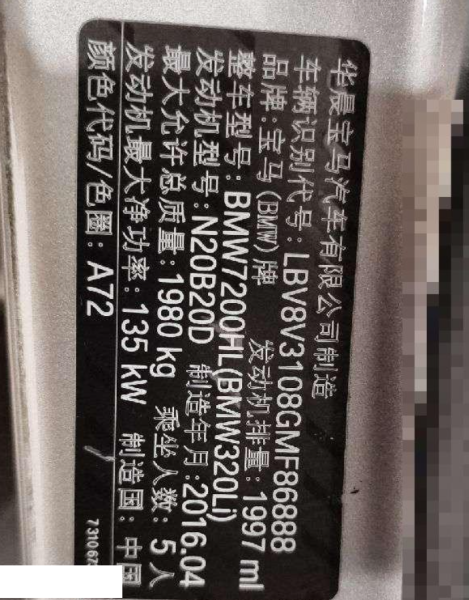 华晨宝马汽车有限公司制造
车辆识别代号: LBV8V3108GMF86888
品牌: 宝马(BMW)牌 发动机排量: 1997 ml
整车型号: BMW7200HL(BMW320Li)
发动机型号: N20B20D 制造年月: 2016.04
最大允许总质量: 1980 kg 乘坐人数: 5人
发动机最大净功率: 135 kW 制造国: 中国
颜色代码/色圈: A72